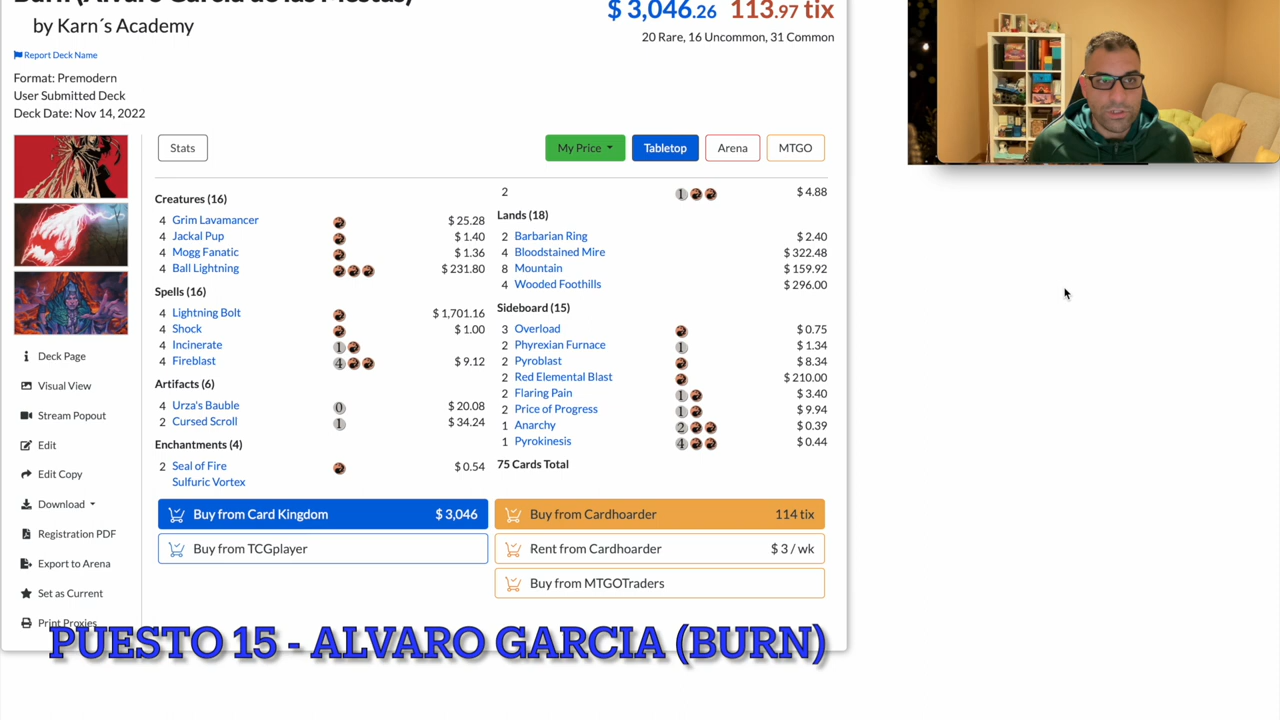 by Karn´s Academy
$ 3,046.26 113.97 tix
20 Rare, 16 Uncommon, 31 Common
Report Deck Name
Format: Premodern
User Submitted Deck
Deck Date: Nov 14, 2022
Stats
My Price
Tabletop
Arena
MTGO
Creatures (16)
4 Grim Lavamancer $ 25.28
4 Jackal Pup $ 1.40
4 Mogg Fanatic $ 1.36
4 Ball Lightning $ 231.80
Spells (16)
4 Lightning Bolt $ 1,701.16
4 Shock $ 1.00
4 Incinerate 1
4 Fireblast 4 $ 9.12
Artifacts (6)
4 Urza's Bauble 0 $ 20.08
2 Cursed Scroll 1 $ 34.24
Enchantments (4)
2 Seal of Fire $ 0.54
Sulfuric Vortex
2 1 $ 4.88
Lands (18)
2 Barbarian Ring $ 2.40
4 Bloodstained Mire $ 322.48
8 Mountain $ 159.92
4 Wooded Foothills $ 296.00
Sideboard (15)
3 Overload $ 0.75
2 Phyrexian Furnace 1 $ 1.34
2 Pyroblast $ 8.34
2 Red Elemental Blast $ 210.00
2 Flaring Pain 1 $ 3.40
2 Price of Progress 1 $ 9.94
1 Anarchy 2 $ 0.39
1 Pyrokinesis 4 $ 0.44
75 Cards Total
Deck Page
Visual View
Stream Popout
Edit
Edit Copy
Download
Registration PDF
Export to Arena
Set as Current
Print Proxies
Buy from Card Kingdom $ 3,046
Buy from TCGplayer
Buy from Cardhoarder 114 tix
Rent from Cardhoarder $ 3 / wk
Buy from MTGOTraders
PUESTO 15 - ALVARO GARCIA (BURN)